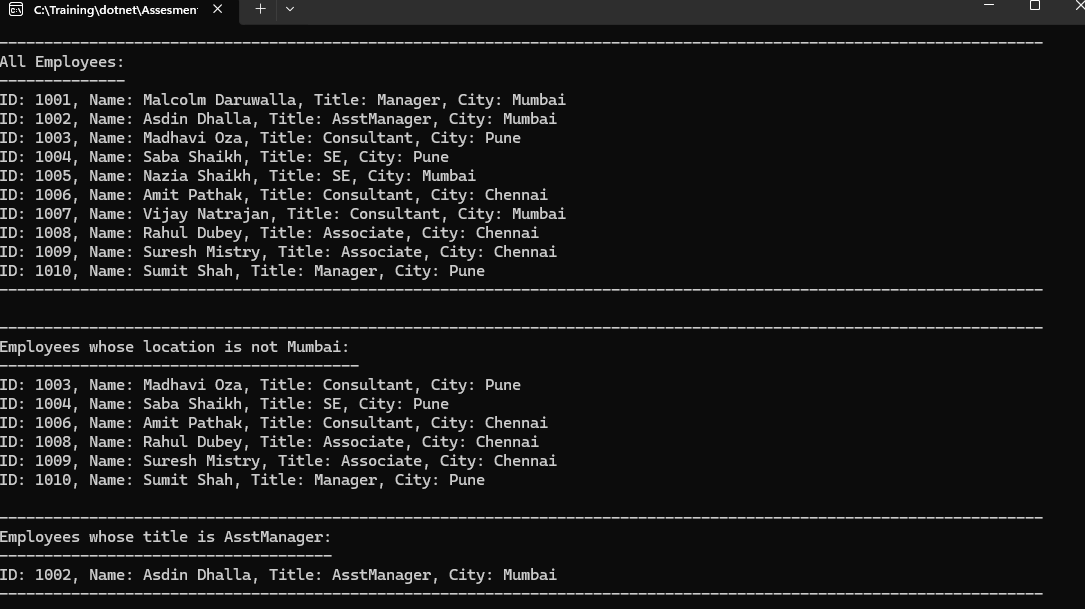 C:\Training\dotnet\Assesmen
--------------------------------------------------------------------------------------------------------------------
All Employees:
--------------
ID: 1001, Name: Malcolm Daruwalla, Title: Manager, City: Mumbai
ID: 1002, Name: Asdin Dhalla, Title: AsstManager, City: Mumbai
ID: 1003, Name: Madhavi Oza, Title: Consultant, City: Pune
ID: 1004, Name: Saba Shaikh, Title: SE, City: Pune
ID: 1005, Name: Nazia Shaikh, Title: SE, City: Mumbai
ID: 1006, Name: Amit Pathak, Title: Consultant, City: Chennai
ID: 1007, Name: Vijay Natrajan, Title: Consultant, City: Mumbai
ID: 1008, Name: Rahul Dubey, Title: Associate, City: Chennai
ID: 1009, Name: Suresh Mistry, Title: Associate, City: Chennai
ID: 1010, Name: Sumit Shah, Title: Manager, City: Pune
--------------------------------------------------------------------------------------------------------------------
--------------------------------------------------------------------------------------------------------------------
Employees whose location is not Mumbai:
----------------------------------------
ID: 1003, Name: Madhavi Oza, Title: Consultant, City: Pune
ID: 1004, Name: Saba Shaikh, Title: SE, City: Pune
ID: 1006, Name: Amit Pathak, Title: Consultant, City: Chennai
ID: 1008, Name: Rahul Dubey, Title: Associate, City: Chennai
ID: 1009, Name: Suresh Mistry, Title: Associate, City: Chennai
ID: 1010, Name: Sumit Shah, Title: Manager, City: Pune
--------------------------------------------------------------------------------------------------------------------
Employees whose title is AsstManager:
-------------------------------------
ID: 1002, Name: Asdin Dhalla, Title: AsstManager, City: Mumbai
--------------------------------------------------------------------------------------------------------------------